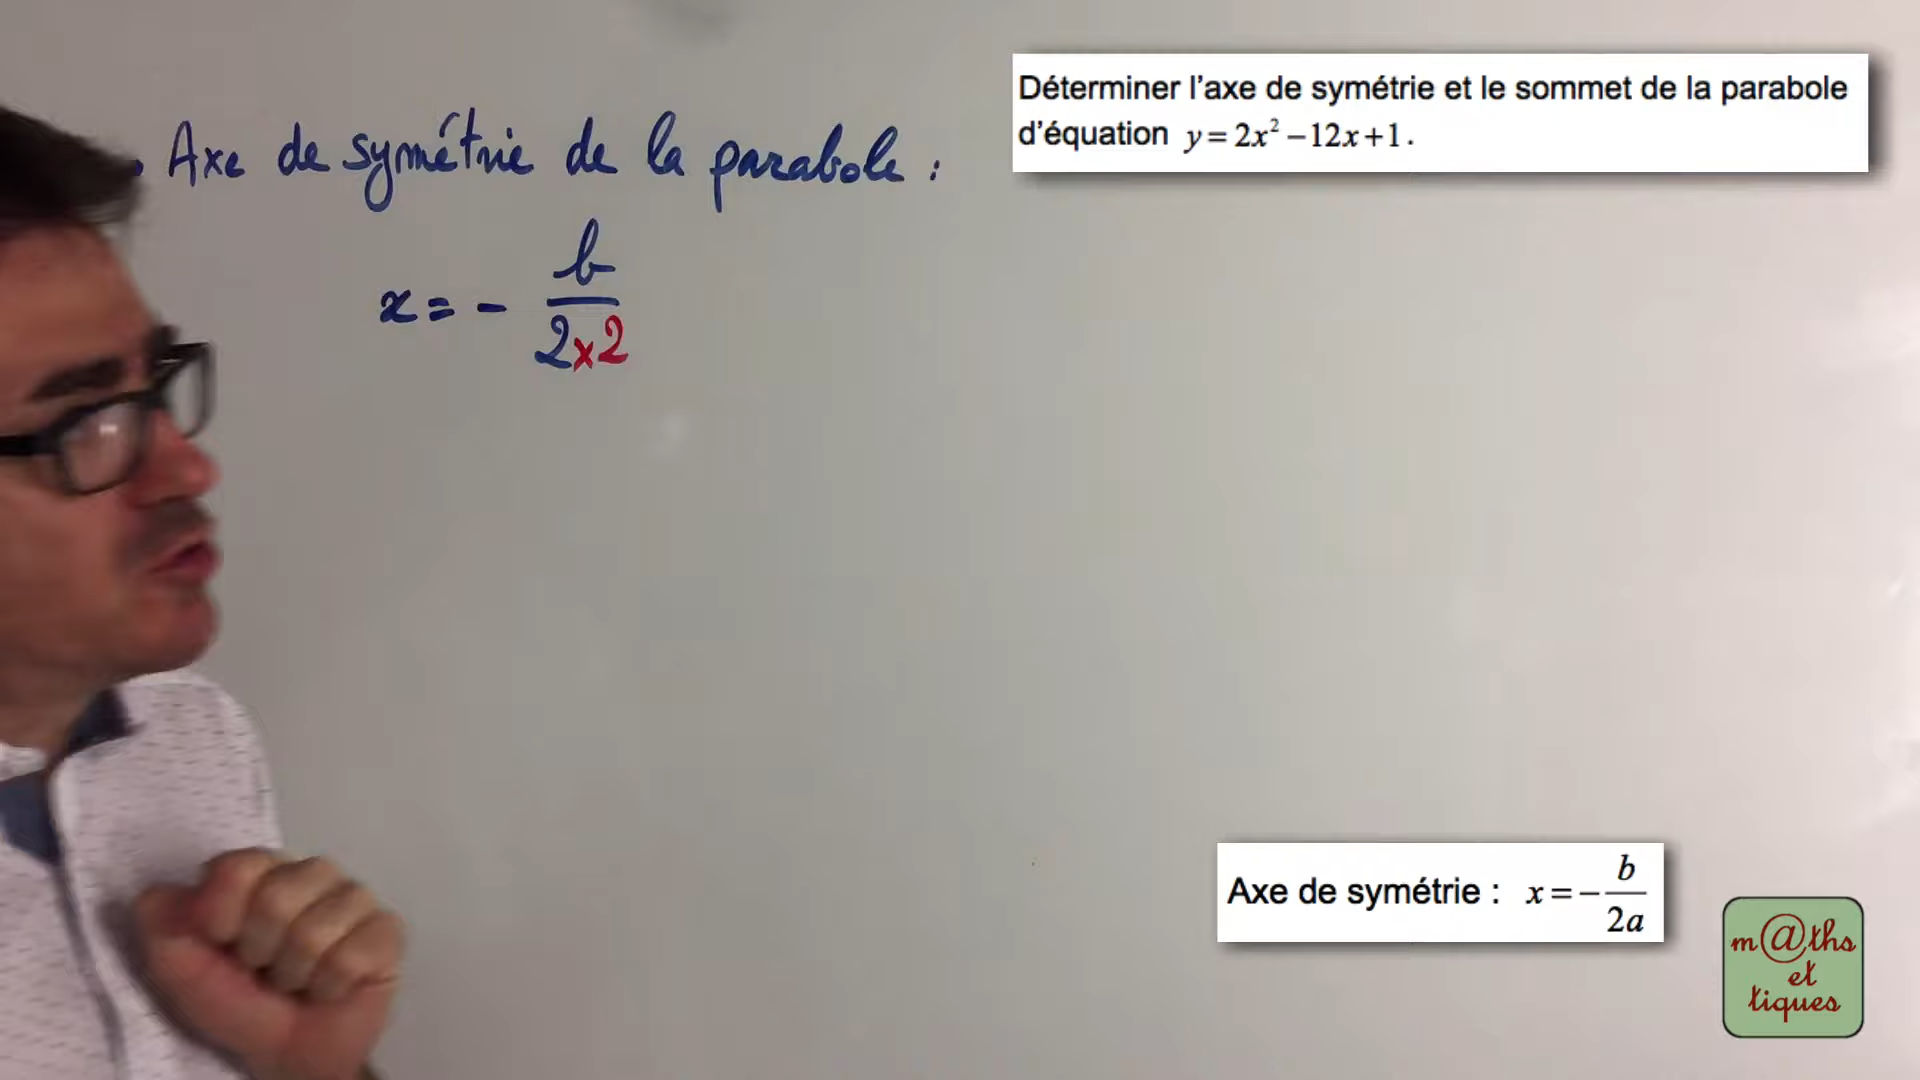 Déterminer l'axe de symétrie et le sommet de la parabole
d'équation y = 2x² − 12x + 1.
. Axe de symétrie de la parabole :
x = - b / 2x2
Axe de symétrie : x = − b / 2a
m@ths
et
tiques